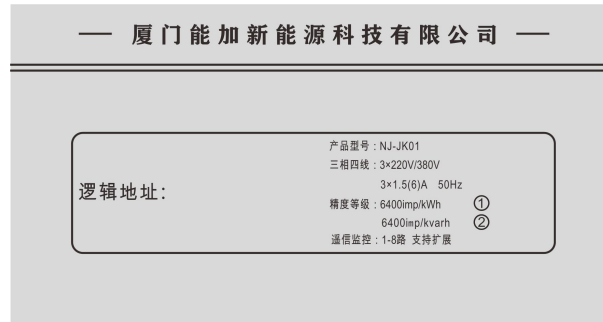 — 厦门能加新能源科技有限公司 —
产品型号：NJ-JK01
三相四线：3×220V/380V
3×1.5(6)A 50Hz
逻辑地址:
精度等级：6400imp/kWh ①
6400imp/kvarh ②
遥信监控：1-8路 支持扩展